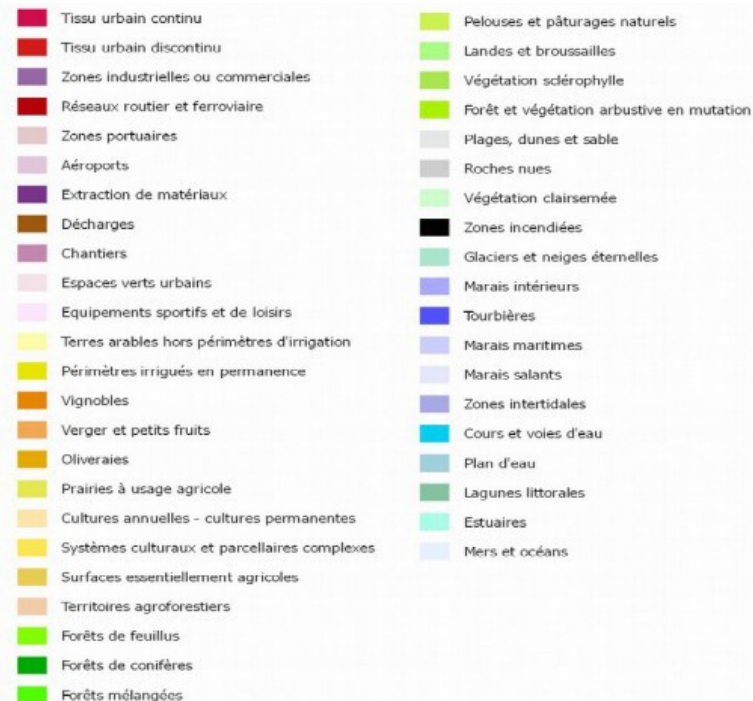 Tissu urbain continu
Tissu urbain discontinu
Zones industrielles ou commerciales
Réseaux routier et ferroviaire
Zones portuaires
Aéroports
Extraction de matériaux
Décharges
Chantiers
Espaces verts urbains
Equipements sportifs et de loisirs
Terres arables hors périmètres d'irrigation
Périmètres irrigués en permanence
Vignobles
Verger et petits fruits
Oliveraies
Prairies à usage agricole
Cultures annuelles - cultures permanentes
Systèmes culturaux et parcellaires complexes
Surfaces essentiellement agricoles
Territoires agroforestiers
Forêts de feuillus
Forêts de conifères
Forêts mélangées
Pelouses et pâturages naturels
Landes et broussailles
Végétation sclérophylle
Forêt et végétation arbustive en mutation
Plages, dunes et sable
Roches nues
Végétation clairsemée
Zones incendiées
Glaciers et neiges éternelles
Marais intérieurs
Tourbières
Marais maritimes
Marais salants
Zones intertidales
Cours et voies d'eau
Plan d'eau
Lagunes littorales
Estuaires
Mers et océans